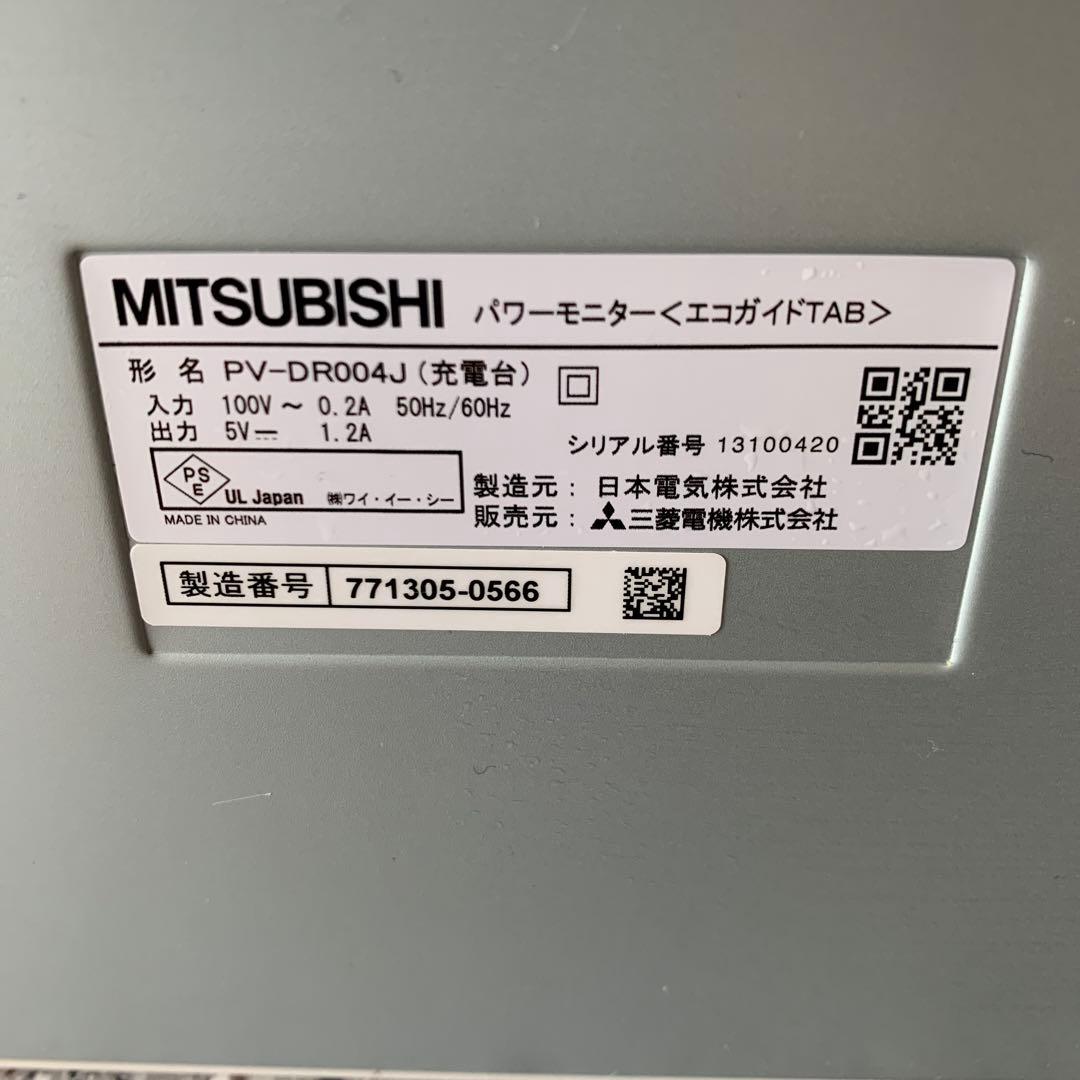 MITSUBISHI パワーモニター<エコガイドTAB>
形 名 PV-DR004J (充電台)
入力 100V ~ 0.2A 50Hz/60Hz
出力 5V⎓ 1.2A
シリアル番号 13100420
PS
E
UL Japan ㈱ワイ・イー・シー
MADE IN CHINA
製造元: 日本電気株式会社
販売元: 三菱電機株式会社
製造番号 771305-0566